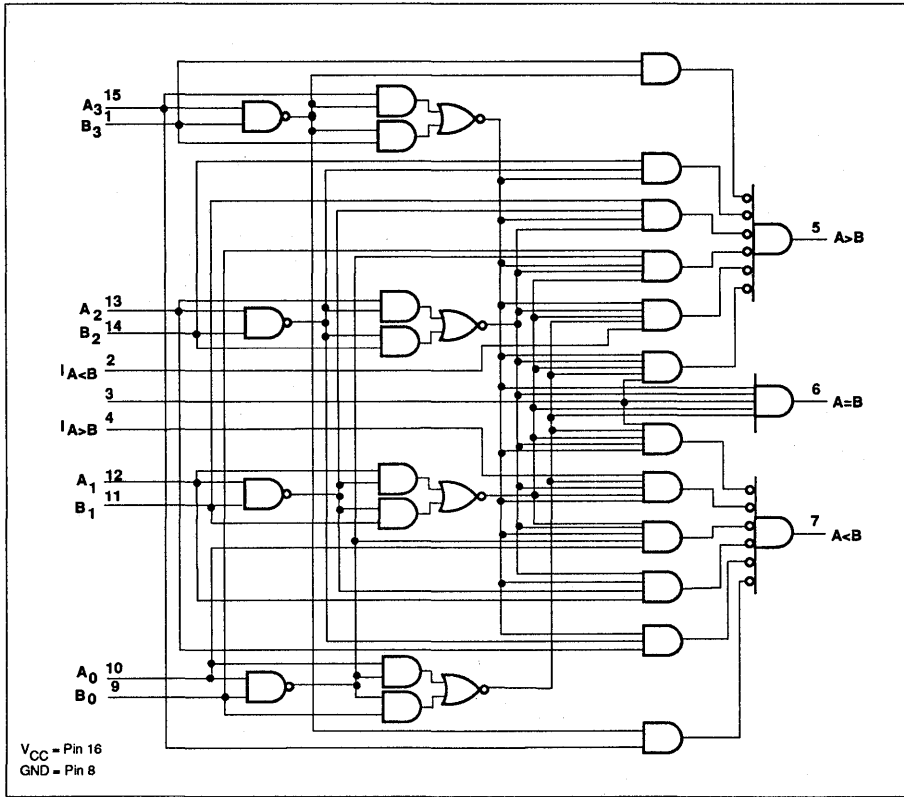 A3 15
B3 1
A2 13
B2 14
IA<B 2
3
IA>B 4
A1 12
B1 11
A0 10
B0 9
5 A>B
6 A=B
7 A<B
VCC = Pin 16
GND = Pin 8